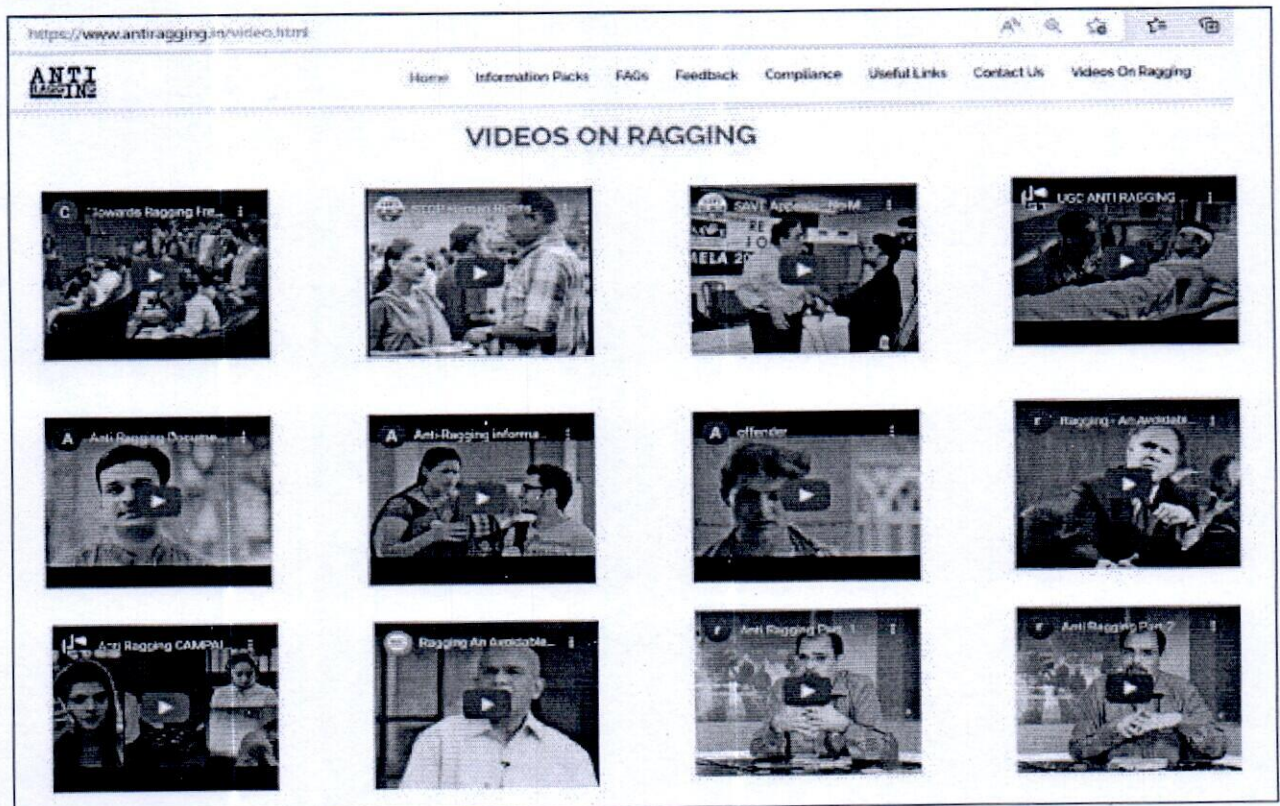 https://www.antiragging.in/video.html
ANTI
RAGGING
Home Information Packs FAQs Feedback Compliance Useful Links Contact Us Videos On Ragging
VIDEOS ON RAGGING
C Towards Ragging Fre...
SAVE
UGC ANTI RAGGING ...
A Anti Ragging Docume...
A Anti-Ragging informa...
A offender
r Ragging - An Avoidabl...
Anti Ragging CAMPAI...
Ragging An Avoidable...
r Anti Ragging Part 1
r Anti Ragging Part 2